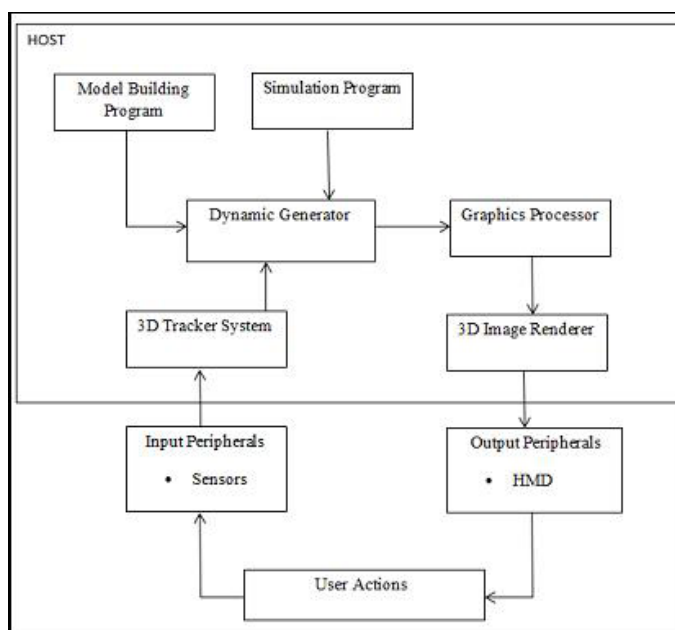 HOST
Model Building
Program
Simulation Program
Dynamic Generator
Graphics Processor
3D Tracker System
3D Image Renderer
Input Peripherals
• Sensors
Output Peripherals
• HMD
User Actions